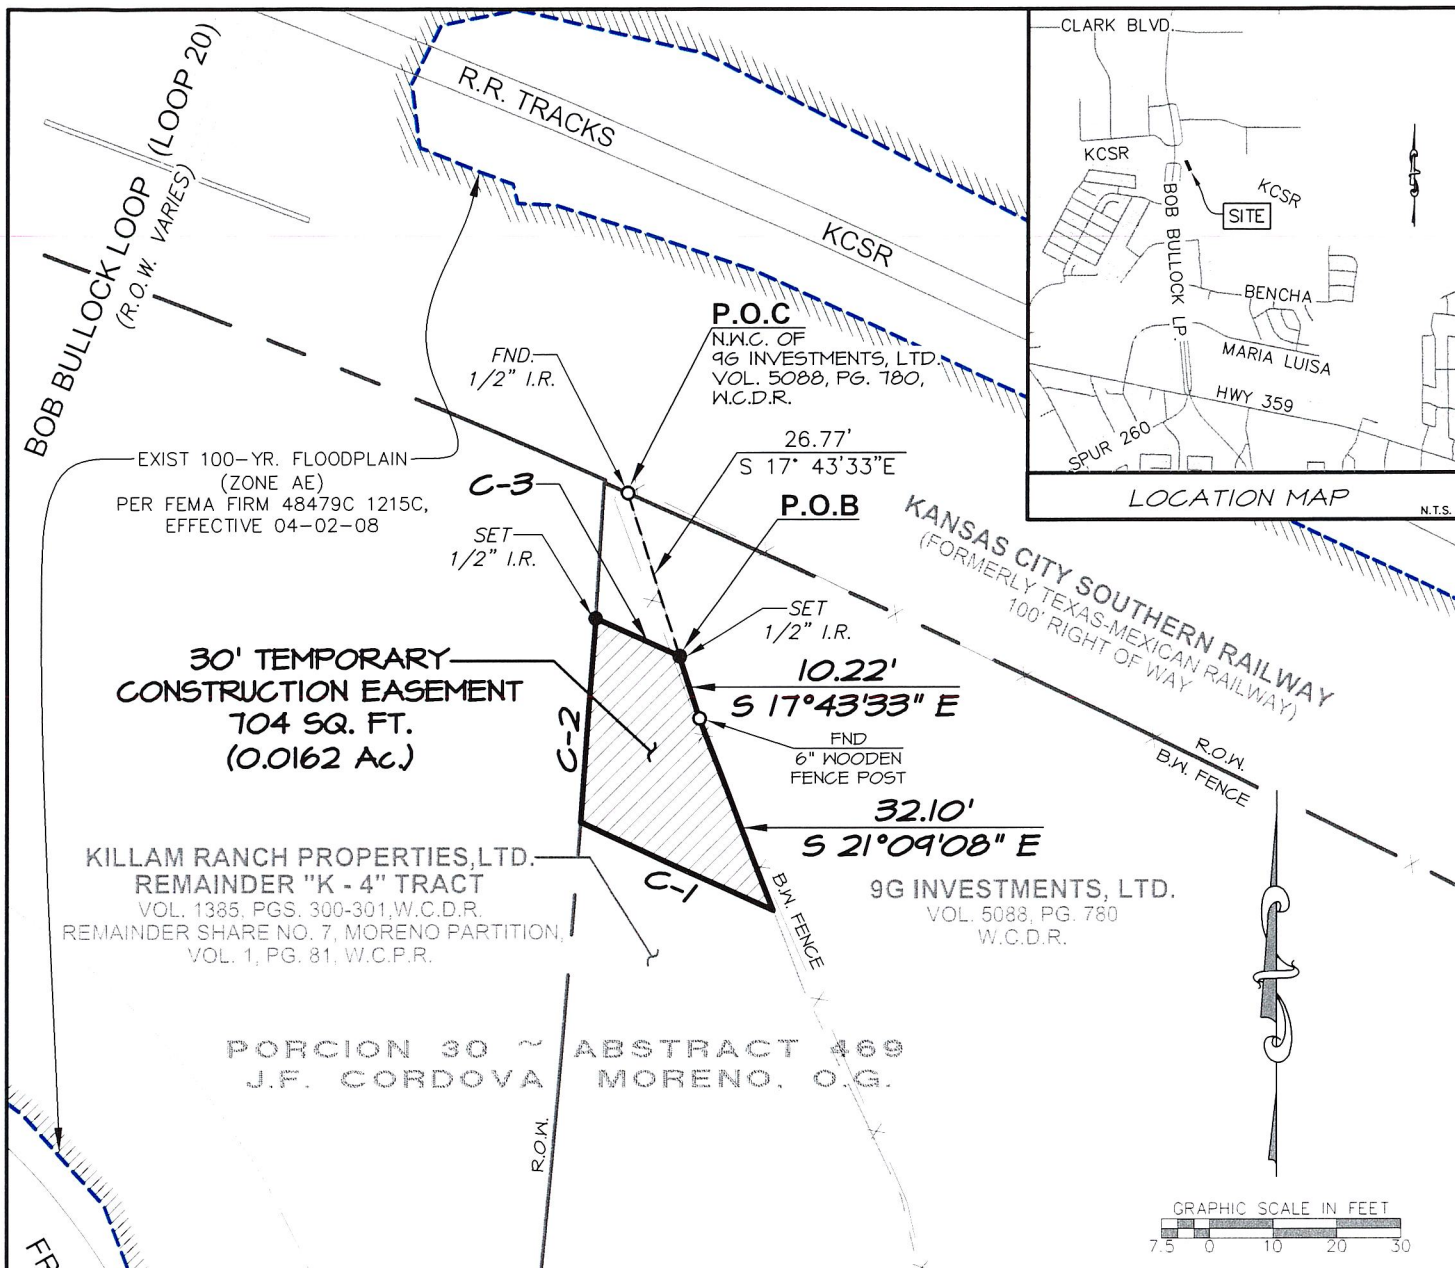 BOB BULLOCK LOOP (LOOP 20)
(R.O.W. VARIES)
R.R. TRACKS
KCSR
CLARK BLVD.
KCSR
KCSR
SITE
BOB BULLOCK LP.
BENCHA
MARIA LUISA
HWY 359
SPUR 260
LOCATION MAP
N.T.S.
P.O.C
N.W.C. OF
9G INVESTMENTS, LTD.
VOL. 5088, PG. 780,
W.C.D.R.
FND.
1/2" I.R.
26.77'
S 17° 43'33"E
EXIST 100-YR. FLOODPLAIN
(ZONE AE)
PER FEMA FIRM 48479C 1215C,
EFFECTIVE 04-02-08
C-3
P.O.B
SET
1/2" I.R.
SET
1/2" I.R.
KANSAS CITY SOUTHERN RAILWAY
(FORMERLY TEXAS-MEXICAN RAILWAY)
100' RIGHT OF WAY
30' TEMPORARY
CONSTRUCTION EASEMENT
704 SQ. FT.
(0.0162 Ac.)
10.22'
S 17°43'33" E
C-2
FND
6" WOODEN
FENCE POST
R.O.W.
B.W. FENCE
32.10'
S 21°09'08" E
KILLAM RANCH PROPERTIES,LTD.
REMAINDER "K - 4" TRACT
VOL. 1385, PGS. 300-301,W.C.D.R.
REMAINDER SHARE NO. 7, MORENO PARTITION,
VOL. 1, PG. 81, W.C.P.R.
C-1
B.W. FENCE
9G INVESTMENTS, LTD.
VOL. 5088, PG. 780
W.C.D.R.
PORCION 30 ~ ABSTRACT 469
J.F. CORDOVA MORENO, O.G.
R.O.W.
GRAPHIC SCALE IN FEET
7.5 0 10 20 30
FR